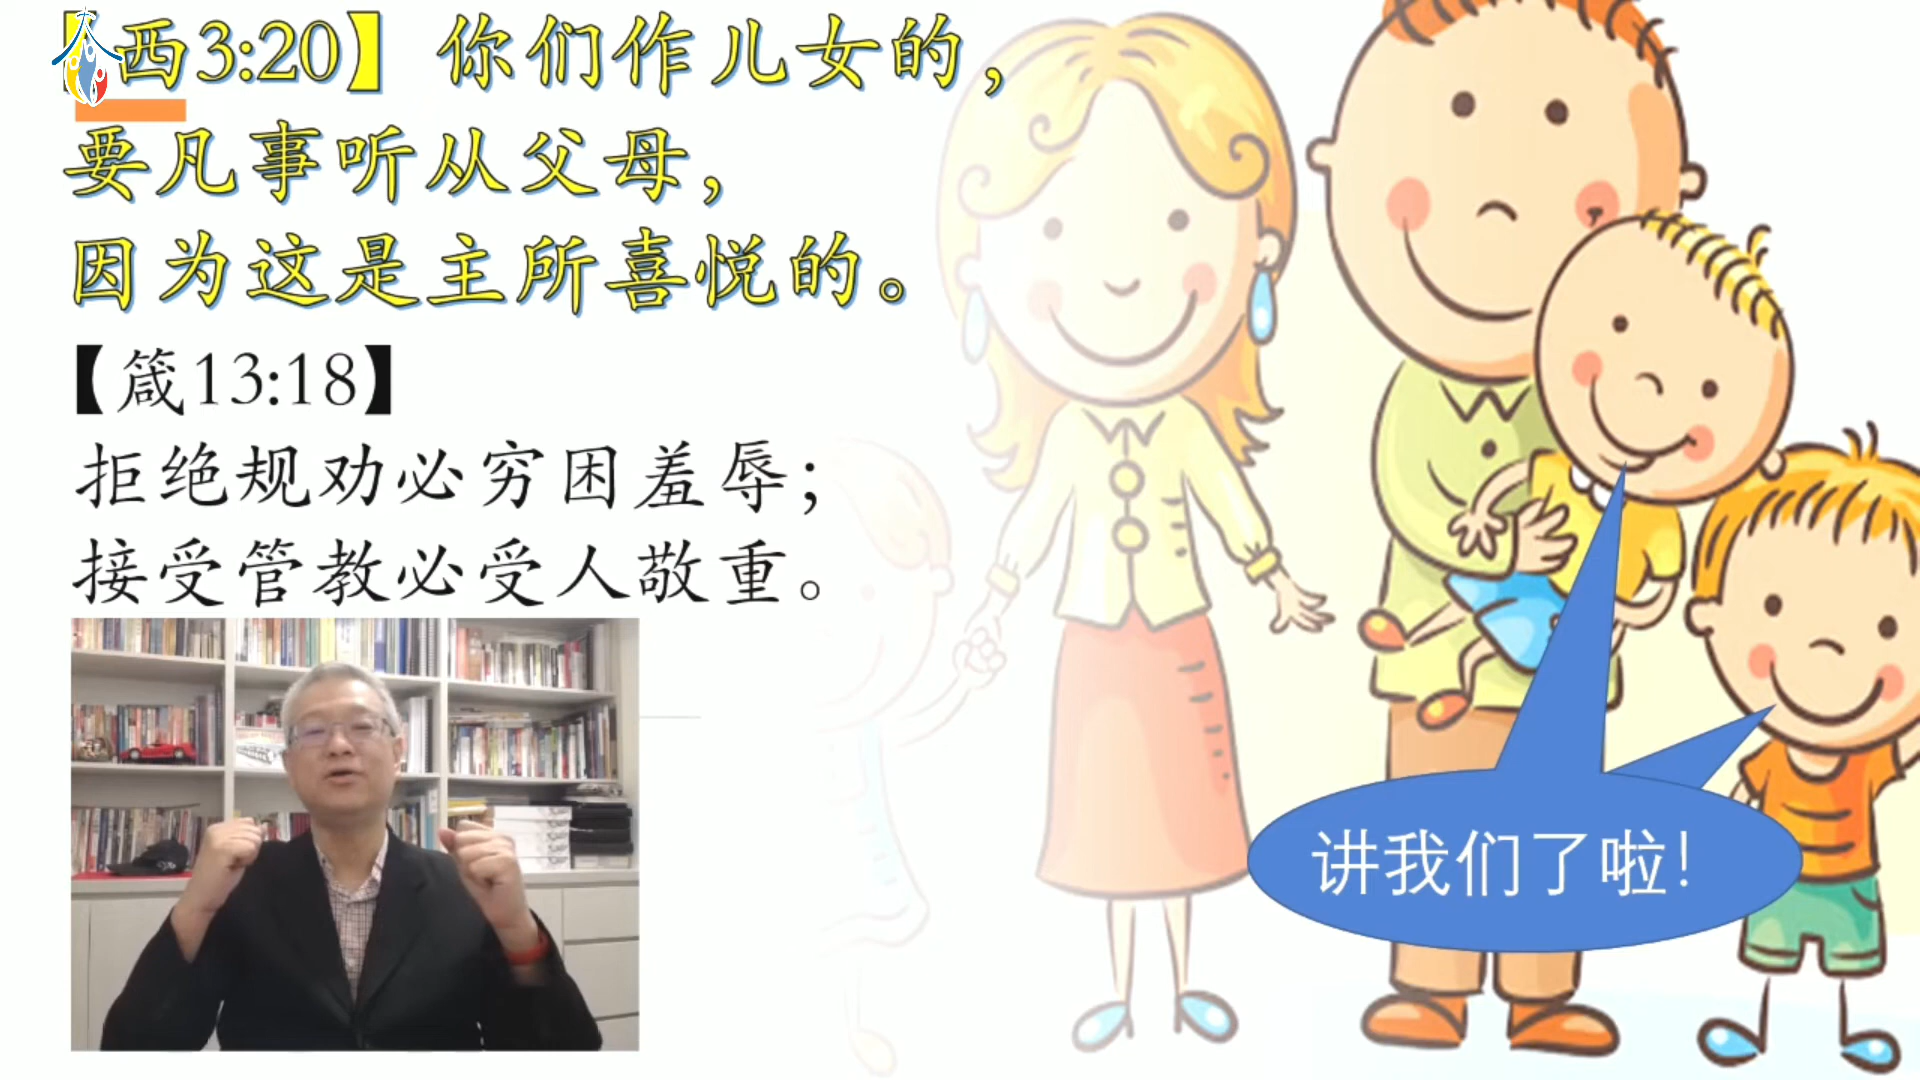 【西3:20】 你们作儿女的，
要凡事听从父母，
因为这是主所喜悦的。
【箴13:18】
拒绝规劝必穷困羞辱；
接受管教必受人敬重。
讲我们了啦！